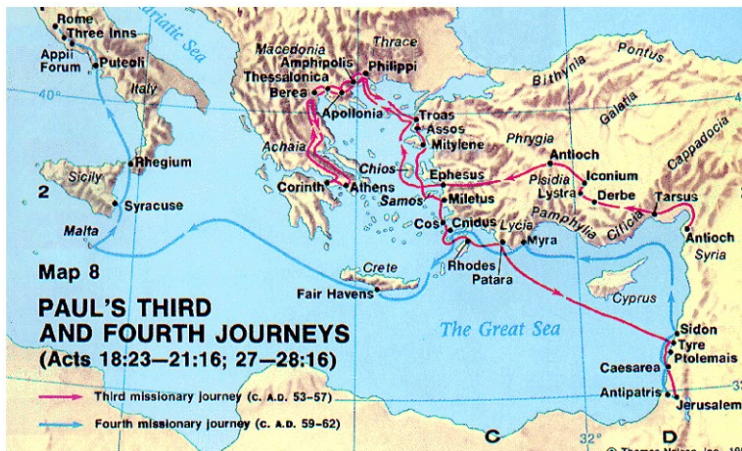 Rome
Three Inns
Appii
Forum
Puteoli
Adriatic Sea
Italy
40°
Macedonia
Amphipolis
Thessalonica
Berea
Thrace
Philippi
Apollonia
Achaia
Corinth
Athens
Chios
Samos
Troas
Assos
Mitylene
Ephesus
Miletus
Cos
Cnidus
Bithynia
Pontus
Galatia
Phrygia
Cappadocia
40
Antioch
Pisidia
Iconium
Lystra
Derbe
Pamphylia
Cilicia
Tarsus
Antioch
Syria
Lycia
Myra
Rhodes
Patara
2
Sicily
Rhegium
Syracuse
Malta
Crete
Fair Havens
Cyprus
The Great Sea
Sidon
Tyre
Ptolemais
Caesarea
Antipatris
Jerusalem
Map 8
PAUL'S THIRD
AND FOURTH JOURNEYS
(Acts 18:23—21:16; 27—28:16)
Third missionary journey (c. A.D. 53-57)
Fourth missionary journey (c. A.D. 59-62)
C
32°
D
© Thomas Nelson, Inc.